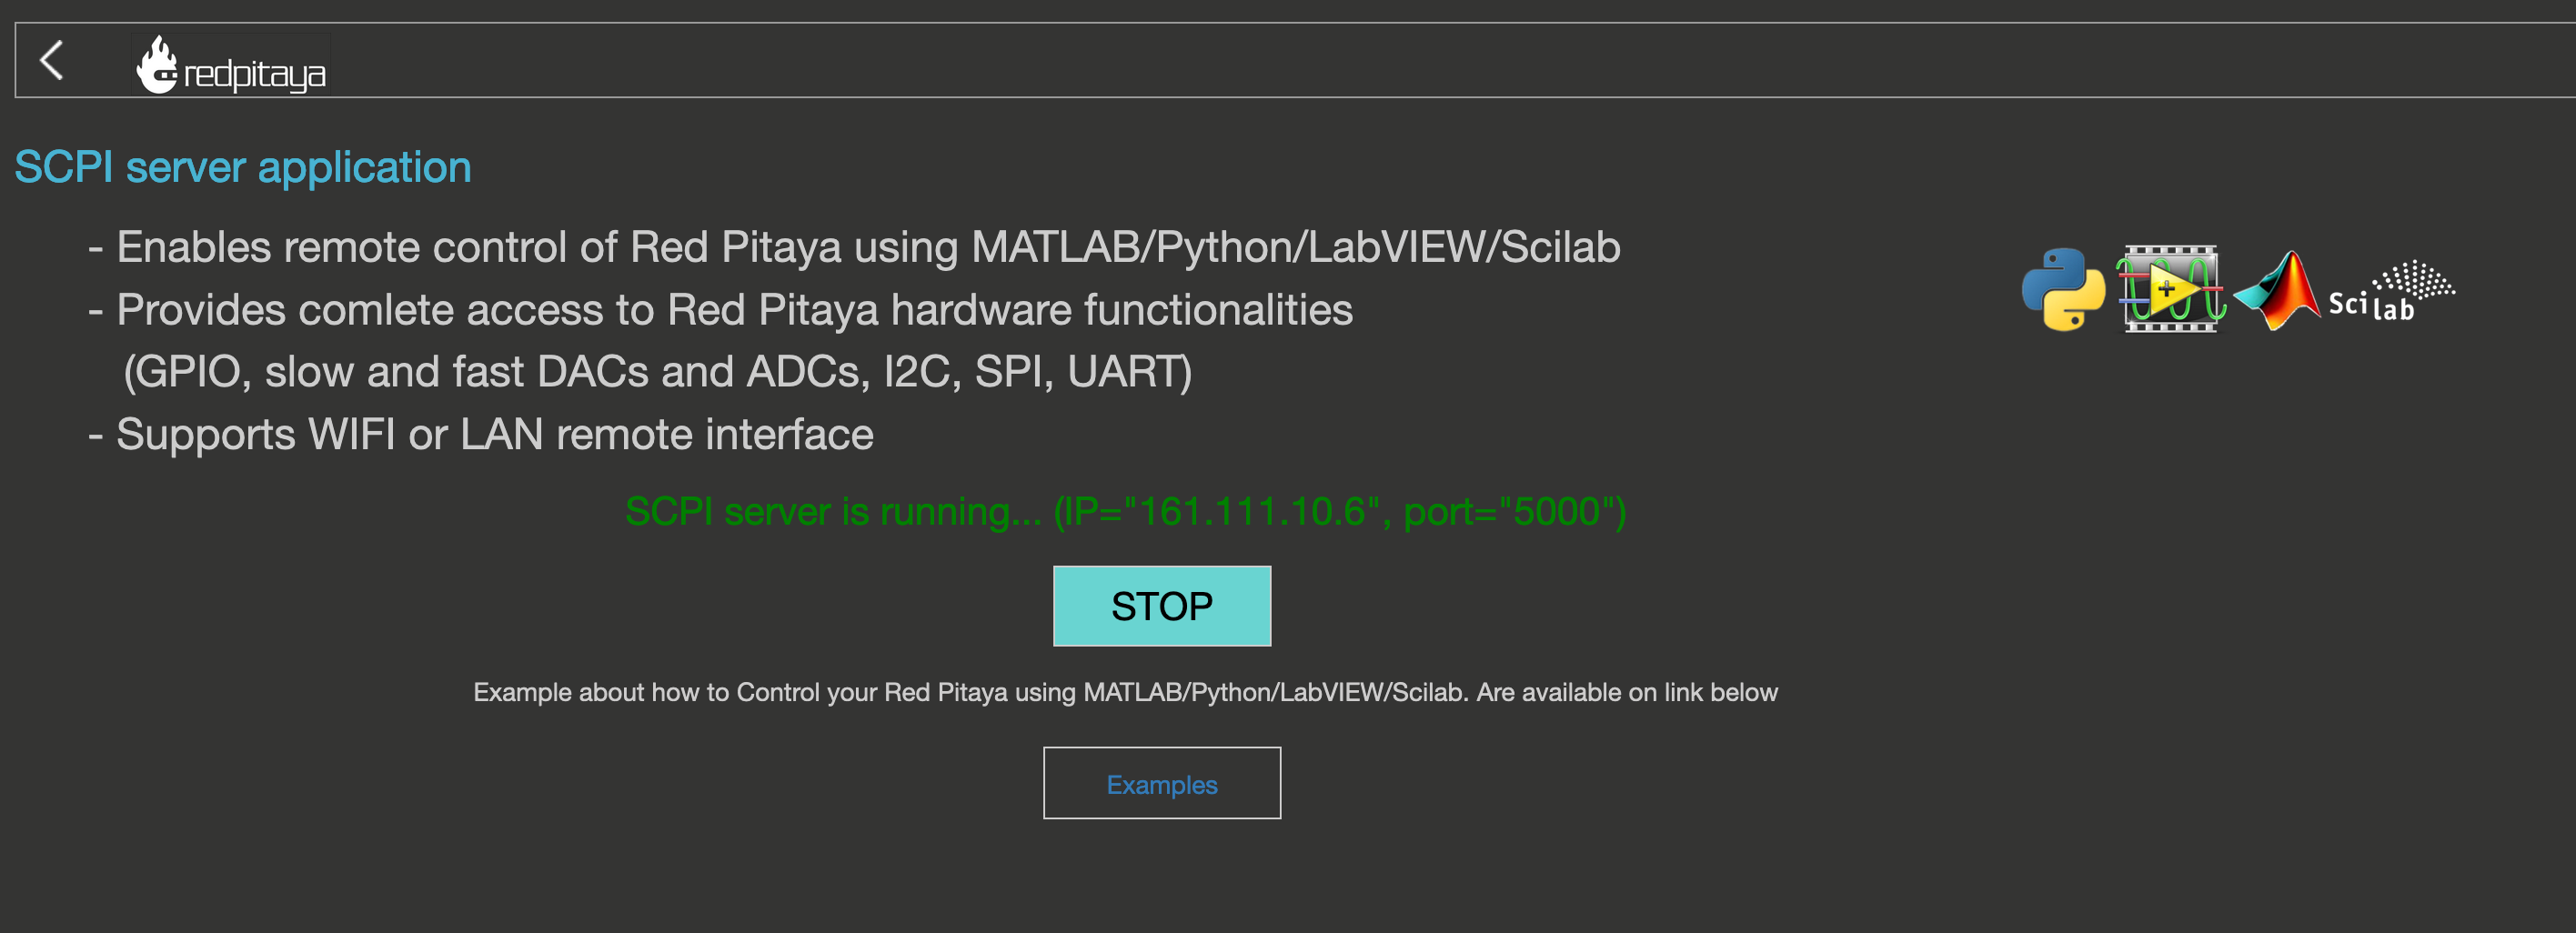 redpitaya
SCPI server application
- Enables remote control of Red Pitaya using MATLAB/Python/LabVIEW/Scilab
- Provides comlete access to Red Pitaya hardware functionalities
(GPIO, slow and fast DACs and ADCs, I2C, SPI, UART)
- Supports WIFI or LAN remote interface
Scilab
SCPI server is running... (IP="161.111.10.6", port="5000")
STOP
Example about how to Control your Red Pitaya using MATLAB/Python/LabVIEW/Scilab. Are available on link below
Examples